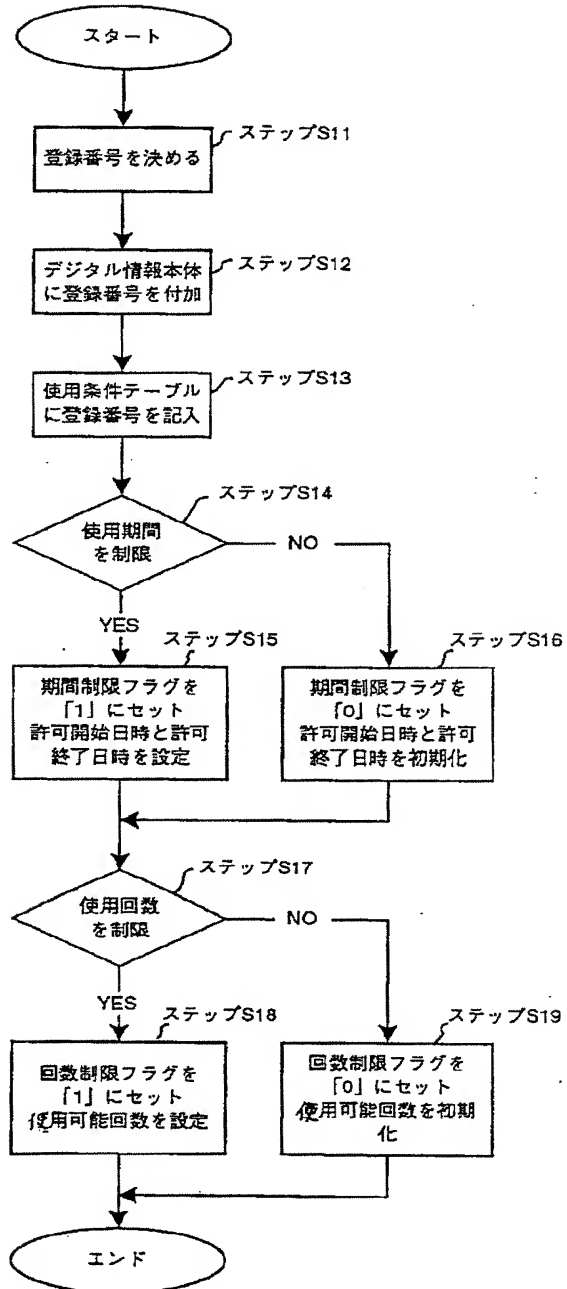 スタート
ステップS11
登録番号を決める
ステップS12
デジタル情報本体
に登録番号を付加
ステップS13
使用条件テーブル
に登録番号を記入
ステップS14
使用期間
を制限
NO
YES
ステップS15
期間制限フラグを
「1」にセット
許可開始日時と許可
終了日時を設定
ステップS16
期間制限フラグを
「0」にセット
許可開始日時と許可
終了日時を初期化
ステップS17
使用回数
を制限
NO
YES
ステップS18
回数制限フラグを
「1」にセット
使用可能回数を設定
ステップS19
回数制限フラグを
「0」にセット
使用可能回数を初期
化
エンド